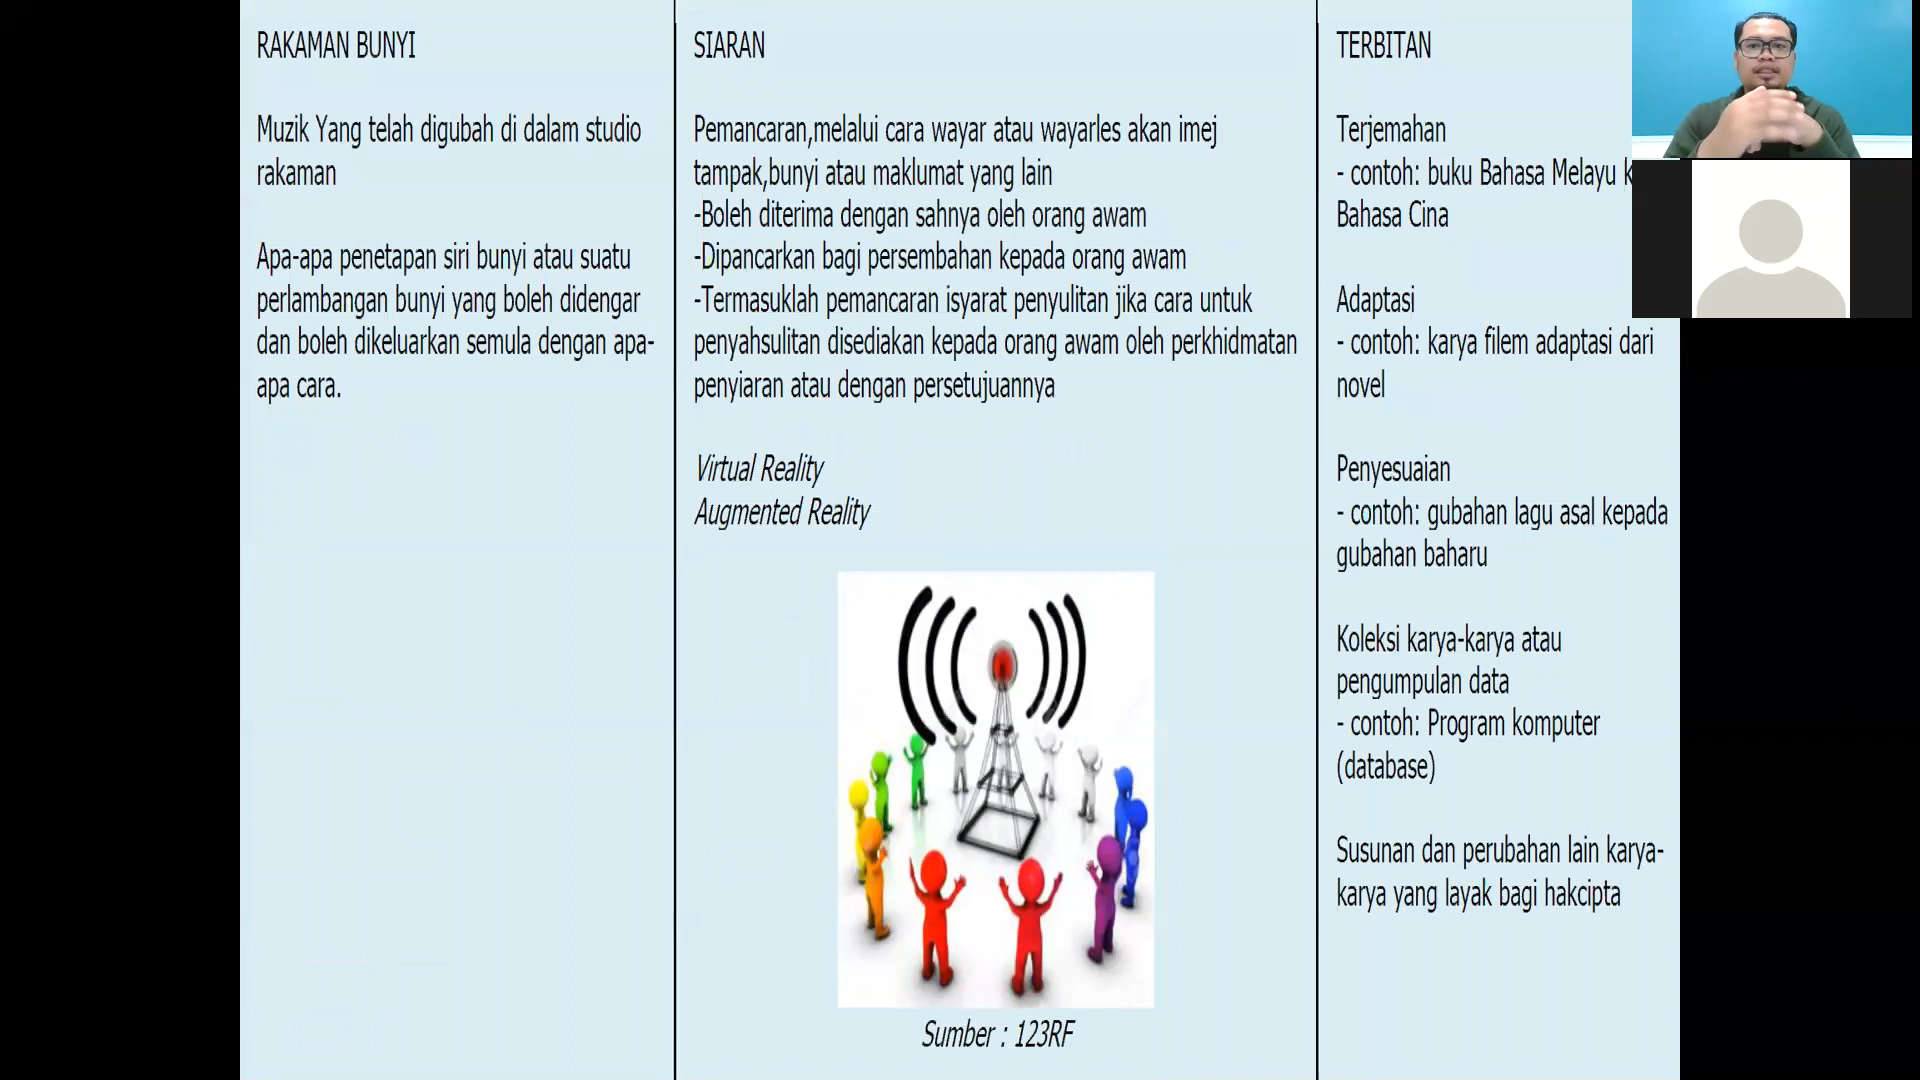 RAKAMAN BUNYI
Muzik Yang telah digubah di dalam studio
rakaman
Apa-apa penetapan siri bunyi atau suatu
perlambangan bunyi yang boleh didengar
dan boleh dikeluarkan semula dengan apa-
apa cara.
SIARAN
Pemancaran,melalui cara wayar atau wayarles akan imej
tampak,bunyi atau maklumat yang lain
-Boleh diterima dengan sahnya oleh orang awam
-Dipancarkan bagi persembahan kepada orang awam
-Termasuklah pemancaran isyarat penyulitan jika cara untuk
penyahsulitan disediakan kepada orang awam oleh perkhidmatan
penyiaran atau dengan persetujuannya
Virtual Reality
Augmented Reality
Sumber : 123RF
TERBITAN
Terjemahan
- contoh: buku Bahasa Melayu
Bahasa Cina
Adaptasi
- contoh: karya filem adaptasi dari
novel
Penyesuaian
- contoh: gubahan lagu asal kepada
gubahan baharu
Koleksi karya-karya atau
pengumpulan data
- contoh: Program komputer
(database)
Susunan dan perubahan lain karya-
karya yang layak bagi hakcipta